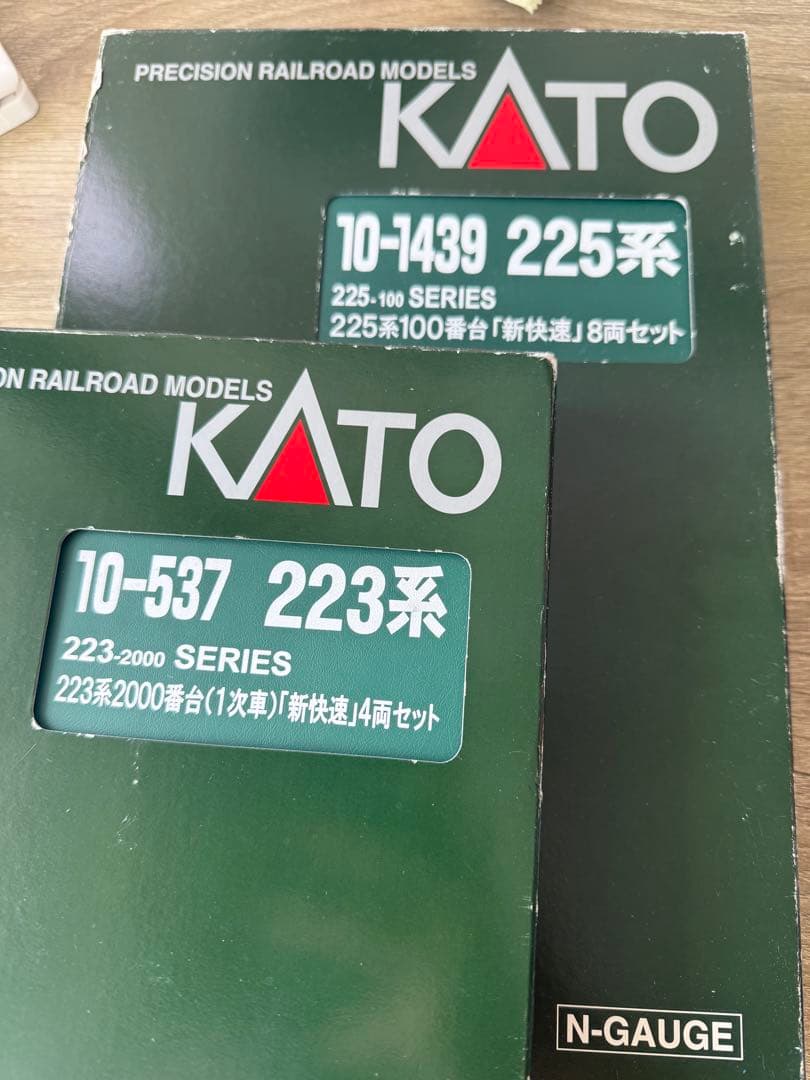 PRECISION RAILROAD MODELS
KATO
10-1439 225系
225-100 SERIES
225系100番台「新快速」8両セット
ON RAILROAD MODELS
KATO
10-537 223系
223-2000 SERIES
223系2000番台(1次車)「新快速」4両セット
N-GAUGE